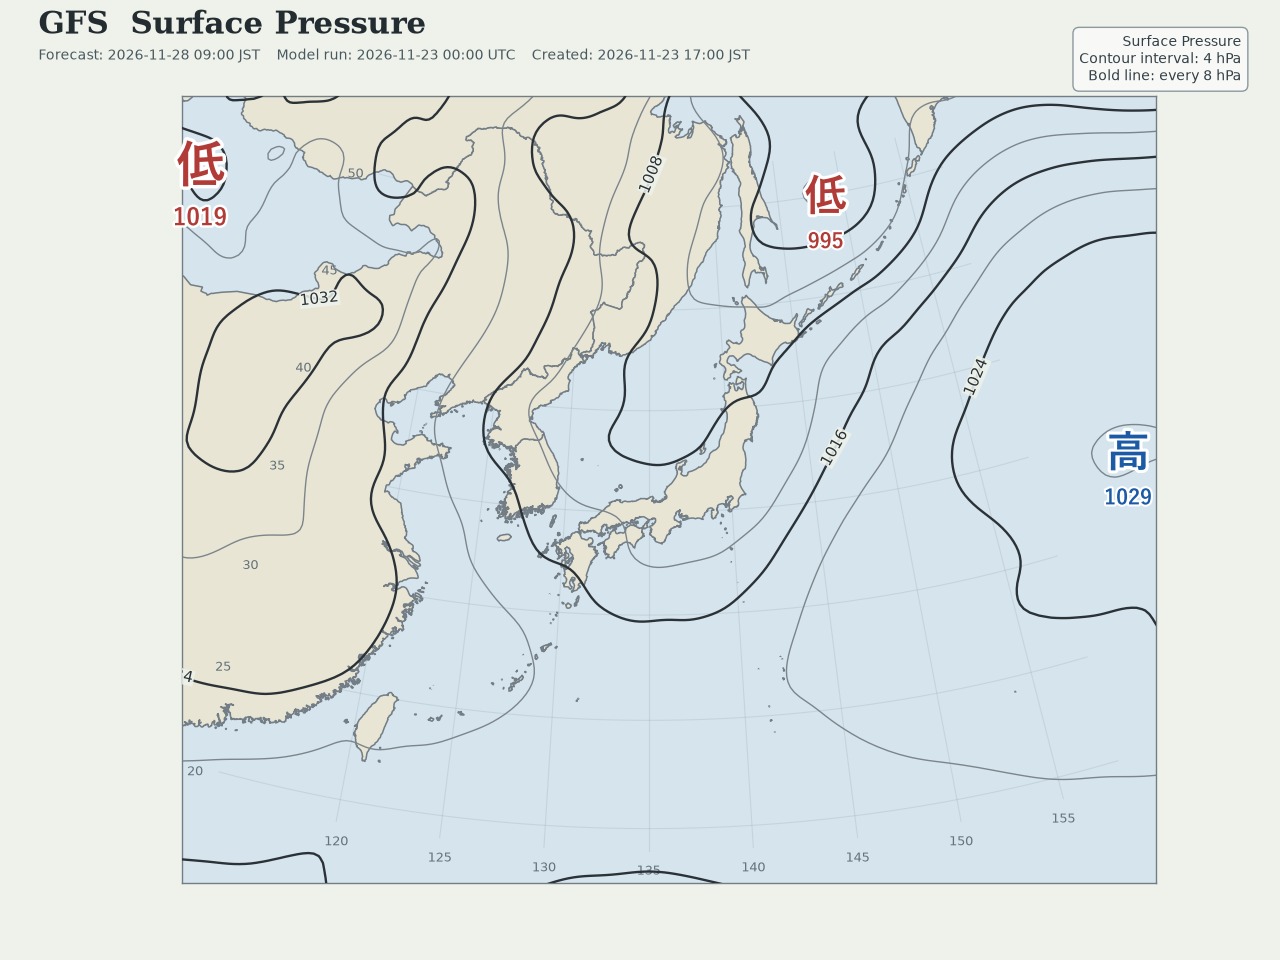 GFS  Surface Pressure
Forecast: 2026-11-28 09:00 JST    Model run: 2026-11-23 00:00 UTC    Created: 2026-11-23 17:00 JST
Surface Pressure
Contour interval: 4 hPa
Bold line: every 8 hPa
低
1019
50
1008
低
995
45
1032
40
1024
35
1016
高
1029
30
25
4
20
120
125
130
135
140
145
150
155